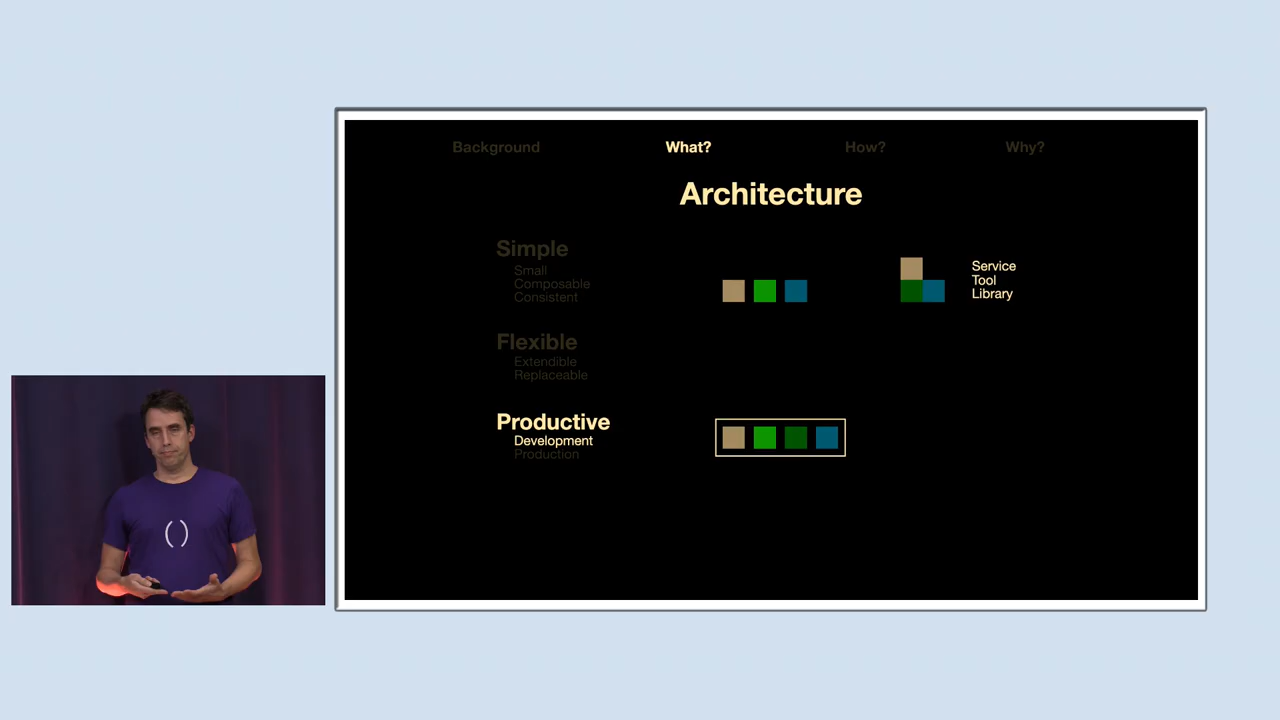 Background What? How? Why?
Architecture
Simple
Small
Composable
Consistent
Service
Tool
Library
Flexible
Extendible
Replaceable
Productive
Development
Production
( )